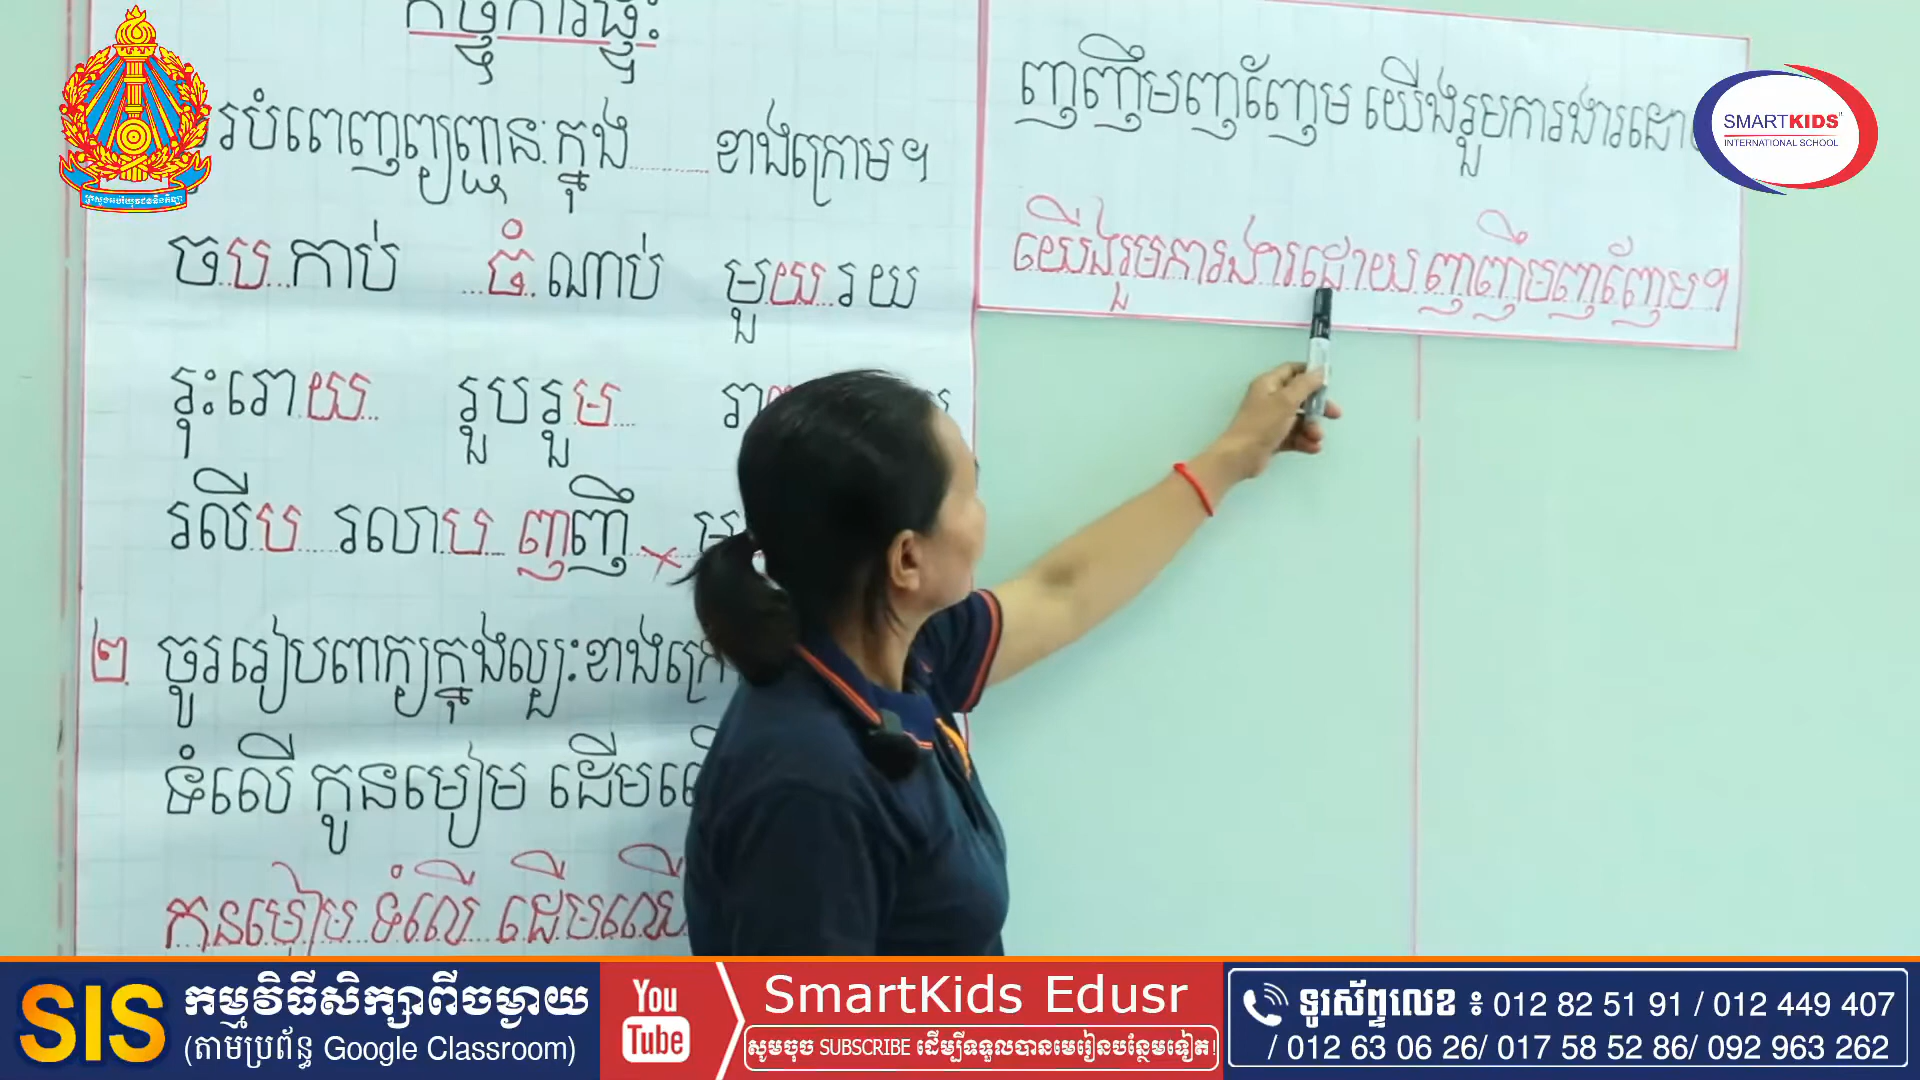 កិច្ចការផ្ទះ
បំពេញព្យញ្ជនៈក្នុង ........... ខាងក្រោម។
ចប.កាប់ ...ធំ.ណាប់ មួយ..រយ
រុះរោយ រួបរួម
រលីប.... រលាប.. ញញឹ
២ ចូររៀបពាក្យក្នុងល្បះខាងក្រោ
ទំលើ កូនមៀម ដើម
កូនមៀម ទំលើ ដើមឈើ
ញញឹមញញែម យើងរួមការងារដោ
យើងរួមការងារដោយ ញញឹមញញែម។
SMARTKIDS
INTERNATIONAL SCHOOL
SIS
កម្មវិធីសិក្សាពីចម្ងាយ
(តាមប្រព័ន្ធ Google Classroom)
You
Tube
SmartKids Edusr
សូមចុច SUBSCRIBE ដើម្បីទទួលបានមេរៀនបន្ថែមទៀត!
ទូរស័ព្ទលេខ ៖ 012 82 51 91 / 012 449 407
/ 012 63 06 26/ 017 58 52 86/ 092 963 262